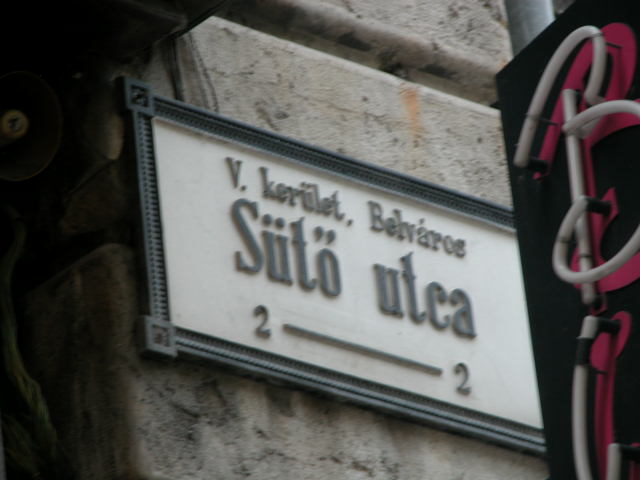 V. kerület, Belváros
Sütő utca
2 — 2